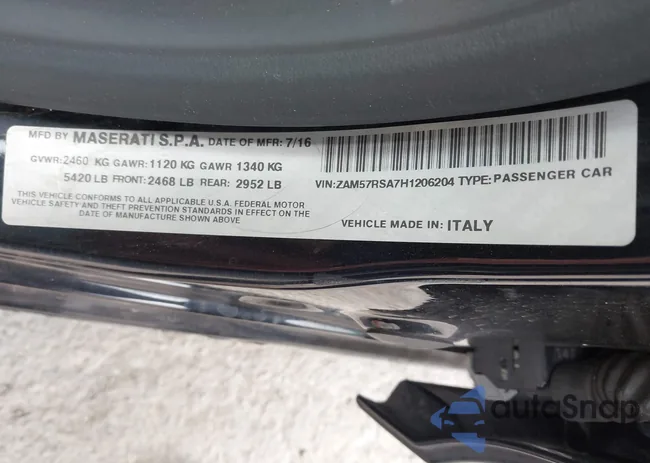 MFD BY MASERATI S.P.A. DATE OF MFR: 7/16
GVWR:2460 KG GAWR:1120 KG GAWR 1340 KG
5420 LB FRONT: 2468 LB REAR: 2952 LB
THIS VEHICLE CONFORMS TO ALL APPLICABLE U.S.A. FEDERAL MOTOR
VEHICLE SAFETY AND THEFT PREVENTION STANDARDS IN EFFECT ON THE
DATE OF MANUFACTURE SHOWN ABOVE
VIN:ZAM57RSA7H1206204 TYPE: PASSENGER CAR
VEHICLE MADE IN: ITALY
autoSnap